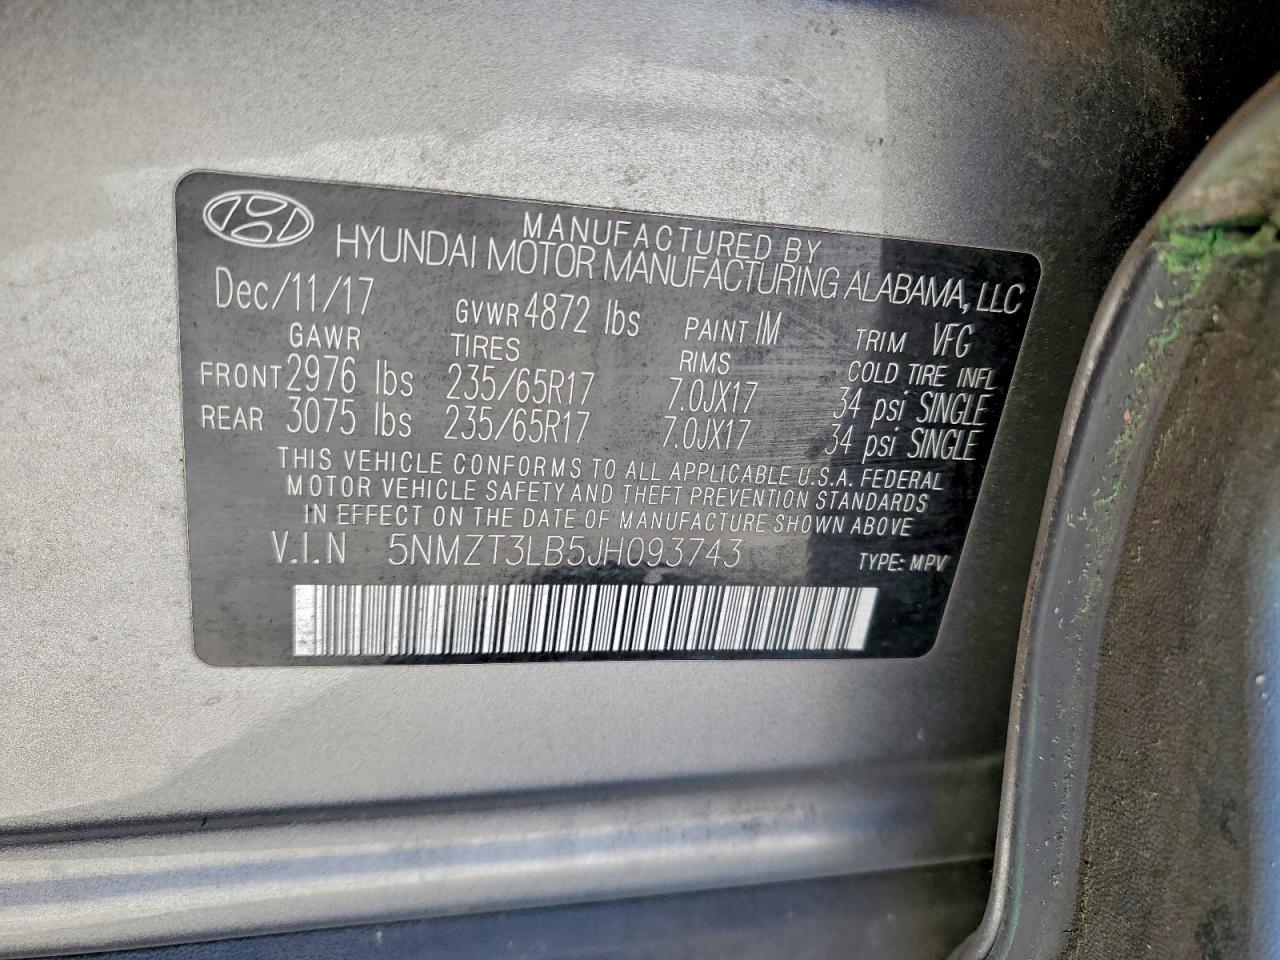 MANUFACTURED BY
HYUNDAI MOTOR MANUFACTURING ALABAMA, LLC
Dec/11/17 GVWR 4872 lbs PAINT IM TRIM VFG
GAWR TIRES RIMS COLD TIRE INFL
FRONT 2976 lbs 235/65R17 7.0JX17 34 psi SINGLE
REAR 3075 lbs 235/65R17 7.0JX17 34 psi SINGLE
THIS VEHICLE CONFORMS TO ALL APPLICABLE U.S.A. FEDERAL
MOTOR VEHICLE SAFETY AND THEFT PREVENTION STANDARDS
IN EFFECT ON THE DATE OF MANUFACTURE SHOWN ABOVE
V.I.N 5NMZT3LB5JH093743 TYPE: MPV